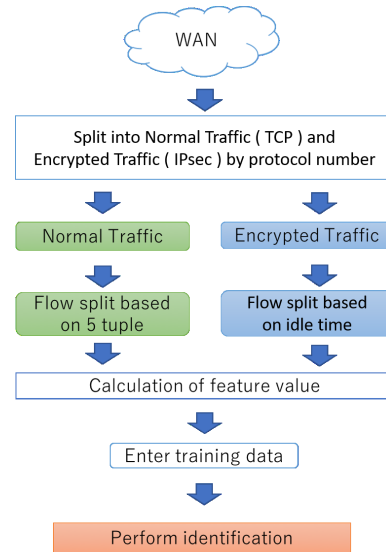 WAN
Split into Normal Traffic ( TCP ) and
Encrypted Traffic ( IPsec ) by protocol number
Normal Traffic
Encrypted Traffic
Flow split based
on 5 tuple
Flow split based
on idle time
Calculation of feature value
Enter training data
Perform identification